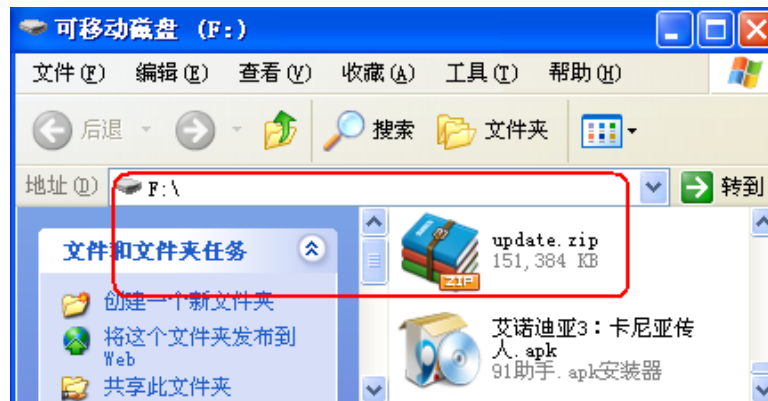 可移动磁盘 (F:)
文件(F) 编辑(E) 查看(V) 收藏(A) 工具(T) 帮助(H)
后退 搜索 文件夹
地址(D) F:\ 转到
文件和文件夹任务
创建一个新文件夹
将这个文件夹发布到
Web
共享此文件夹
update.zip
151,384 KB
ZIP
艾诺迪亚3：卡尼亚传
人.apk
91助手.apk安装器